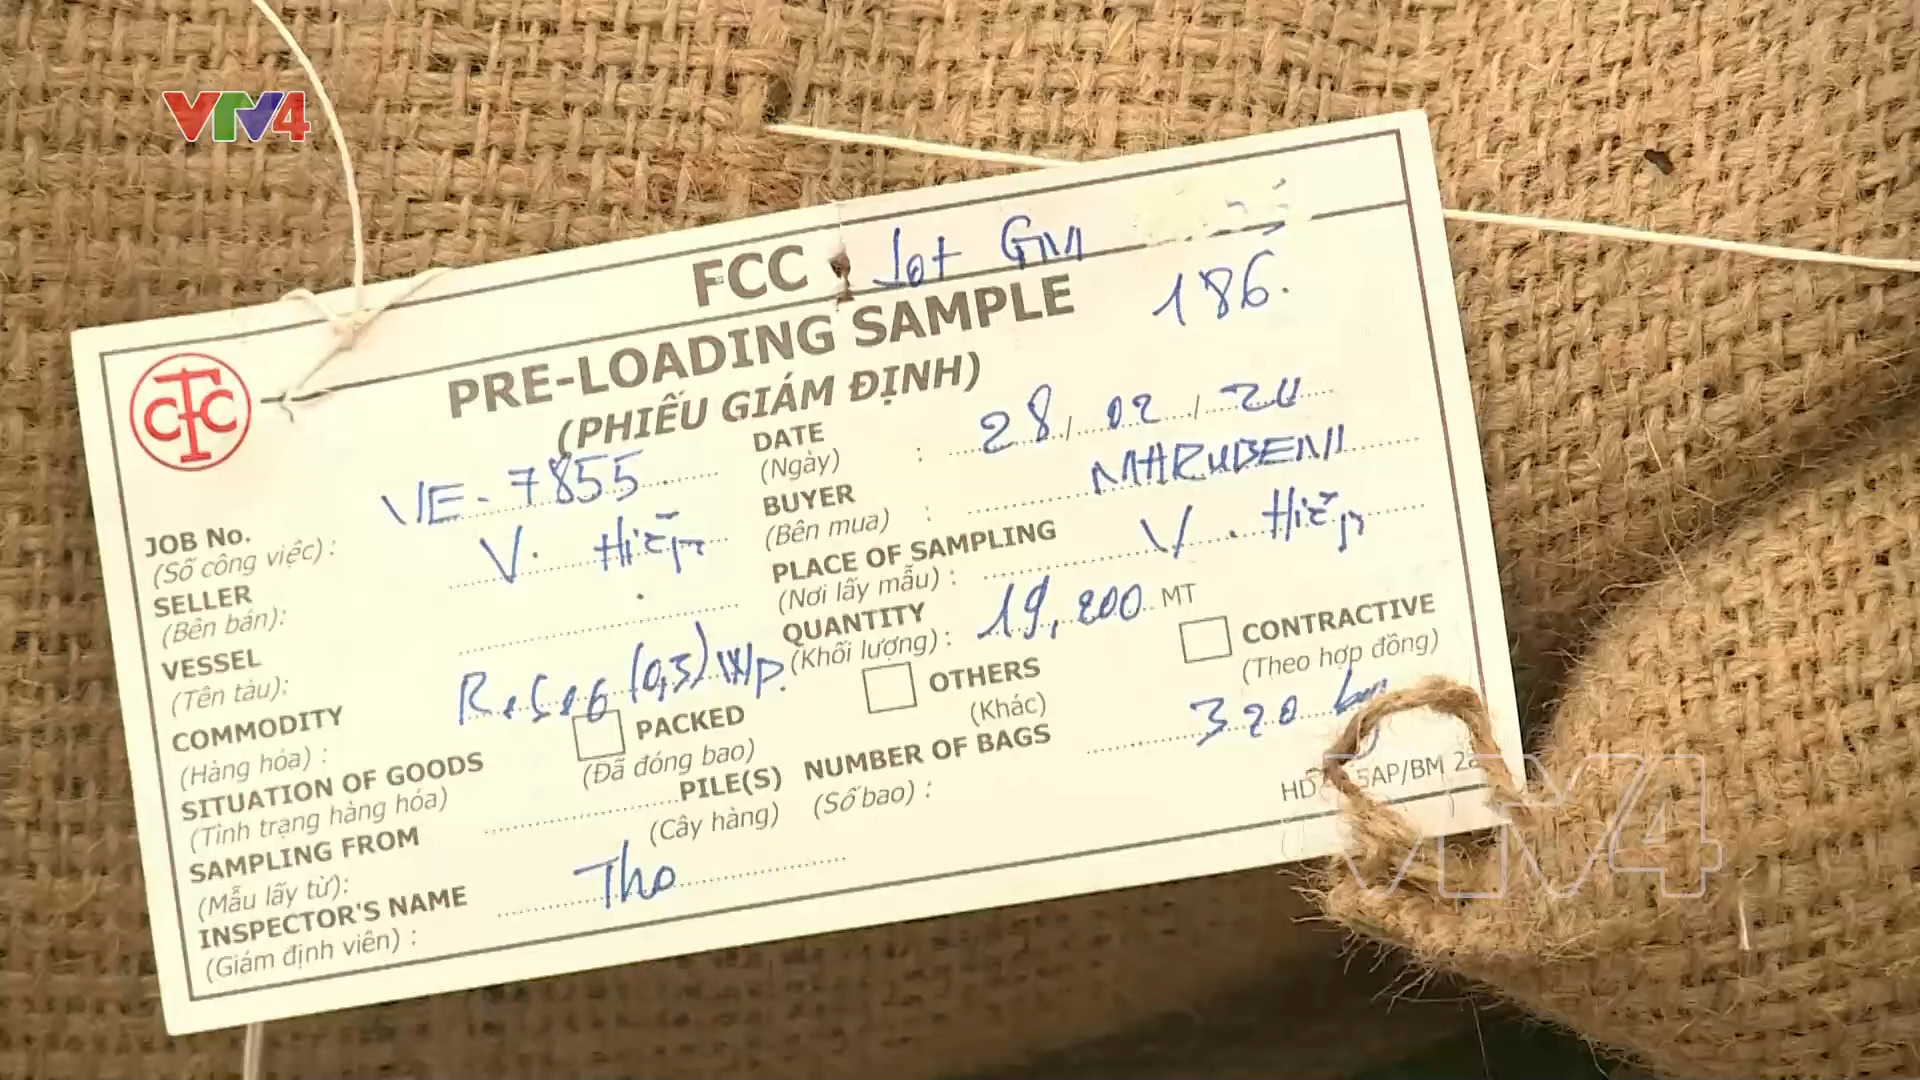 VTV4
FCC Lot GM
PRE-LOADING SAMPLE 186.
(PHIẾU GIÁM ĐỊNH)
CFCC
JOB No. VE - 7855
(Số công việc) :
DATE 28 / 02 / 24
(Ngày) :
SELLER V. Hiệp
(Bên bán):
BUYER MARUBENI
(Bên mua) :
VESSEL
(Tên tàu):
PLACE OF SAMPLING V. Hiệp
(Nơi lấy mẫu) :
COMMODITY (0,5)
(Hàng hóa) :
QUANTITY 19,200 MT
(Khối lượng) :
SITUATION OF GOODS
(Tình trạng hàng hóa)
PACKED
(Đã đóng bao)
OTHERS
(Khác)
CONTRACTIVE
(Theo hợp đồng)
SAMPLING FROM
(Mẫu lấy từ):
PILE(S)
(Cây hàng)
NUMBER OF BAGS 320
(Số bao) :
INSPECTOR'S NAME Tho
(Giám định viên) :
VTV4